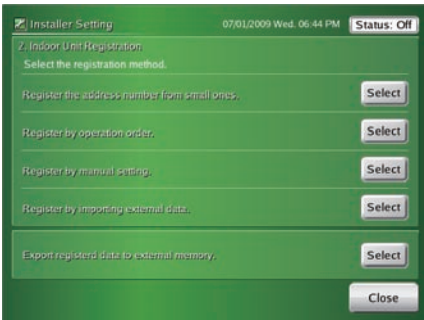 Installer Setting
07/01/2009 Wed. 06:44 PM
Status: Off
2. Indoor Unit Registration
Select the registration method.
Register the address number from small ones.
Select
Register by operation order.
Select
Register by manual setting.
Select
Register by importing external data.
Select
Export registerd data to external memory.
Select
Close